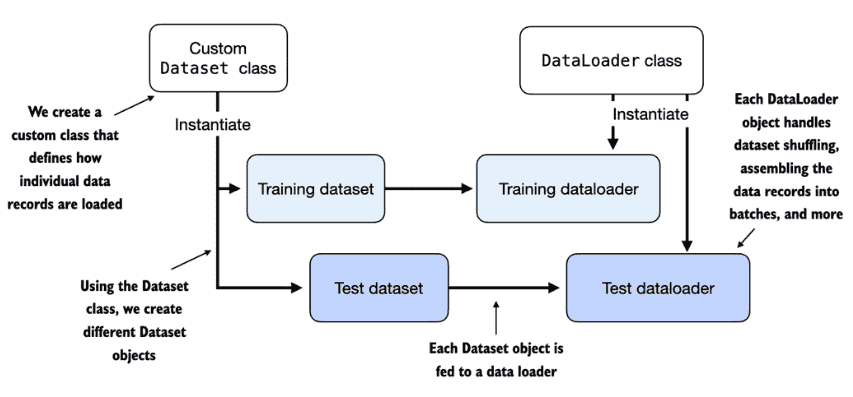 Custom
Dataset class
DataLoader class
We create a
custom class that
defines how
individual data
records are loaded
Instantiate
Instantiate
Each DataLoader
object handles
dataset shuffling,
assembling the
data records into
batches, and more
Training dataset
Training dataloader
Using the Dataset
class, we create
different Dataset
objects
Test dataset
Test dataloader
Each Dataset object is
fed to a data loader